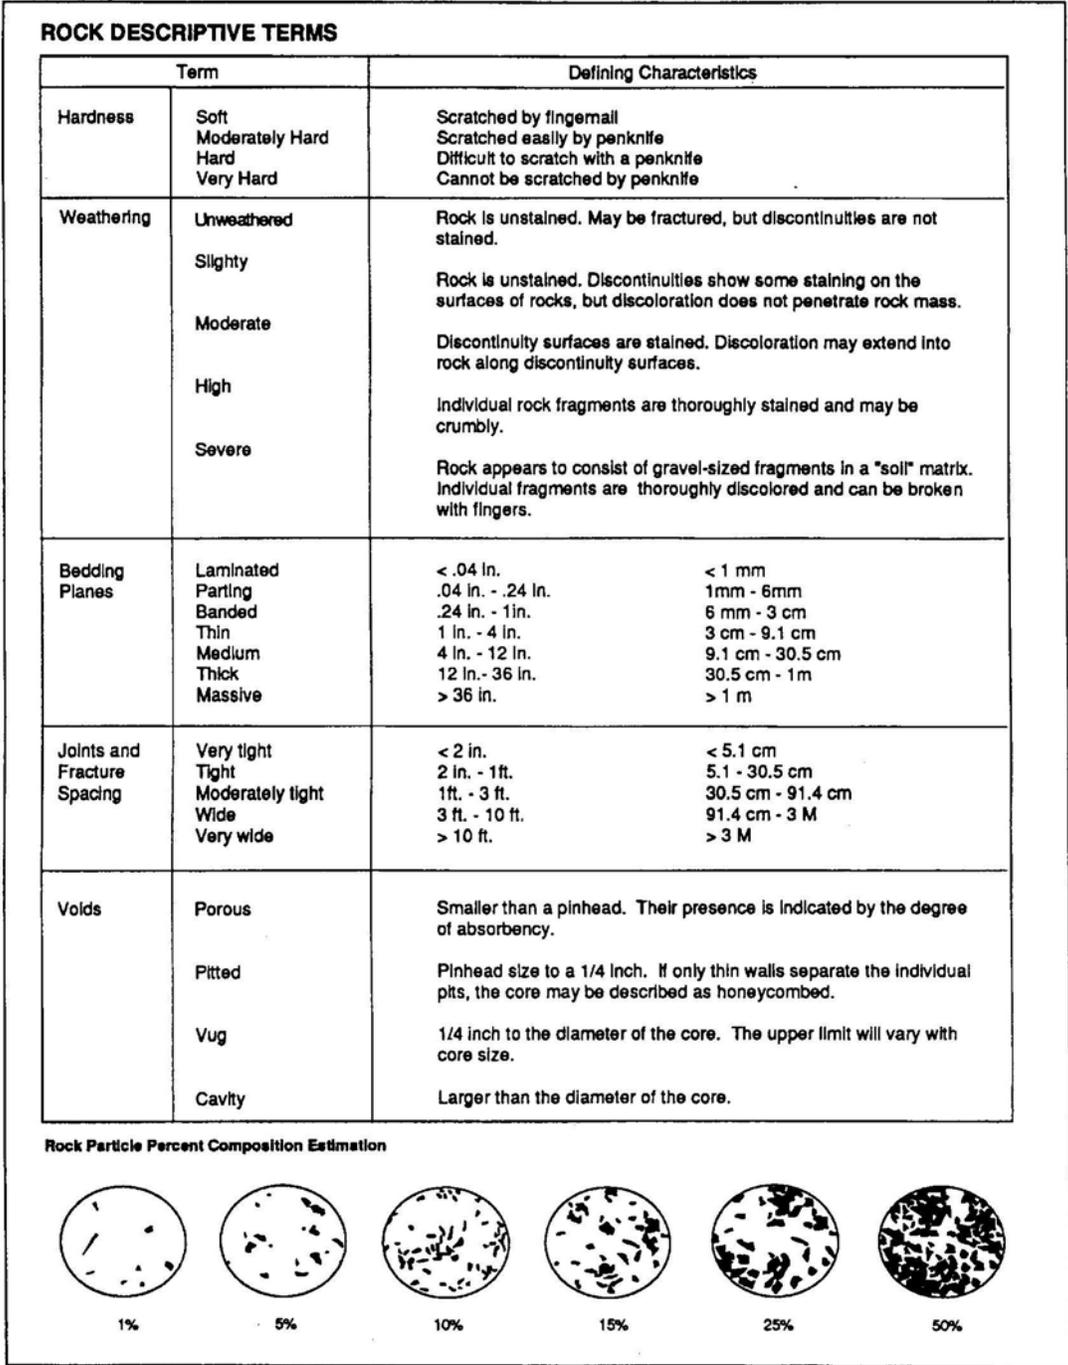 ROCK DESCRIPTIVE TERMS
Term Defining Characteristics
Hardness Soft Scratched by fingernail
Moderately Hard Scratched easily by penknife
Hard Difficult to scratch with a penknife
Very Hard Cannot be scratched by penknife
Weathering Unweathered Rock is unstained. May be fractured, but discontinuities are not
stained.
Slighty
Rock is unstained. Discontinuities show some staining on the
surfaces of rocks, but discoloration does not penetrate rock mass.
Moderate
Discontinuity surfaces are stained. Discoloration may extend into
rock along discontinuity surfaces.
High
Individual rock fragments are thoroughly stained and may be
crumbly.
Severe
Rock appears to consist of gravel-sized fragments in a "soil" matrix.
Individual fragments are thoroughly discolored and can be broken
with fingers.
Bedding Laminated < .04 in. < 1 mm
Planes Parting .04 in. - .24 in. 1mm - 6mm
Banded .24 in. - 1in. 6 mm - 3 cm
Thin 1 in. - 4 in. 3 cm - 9.1 cm
Medium 4 in. - 12 in. 9.1 cm - 30.5 cm
Thick 12 in.- 36 in. 30.5 cm - 1m
Massive > 36 in. > 1 m
Joints and Very tight < 2 in. < 5.1 cm
Fracture Tight 2 in. - 1ft. 5.1 - 30.5 cm
Spacing Moderately tight 1ft. - 3 ft. 30.5 cm - 91.4 cm
Wide 3 ft. - 10 ft. 91.4 cm - 3 M
Very wide > 10 ft. > 3 M
Voids Porous Smaller than a pinhead. Their presence is indicated by the degree
of absorbency.
Pitted Pinhead size to a 1/4 inch. If only thin walls separate the individual
pits, the core may be described as honeycombed.
Vug 1/4 inch to the diameter of the core. The upper limit will vary with
core size.
Cavity Larger than the diameter of the core.
Rock Particle Percent Composition Estimation
1% 5% 10% 15% 25% 50%